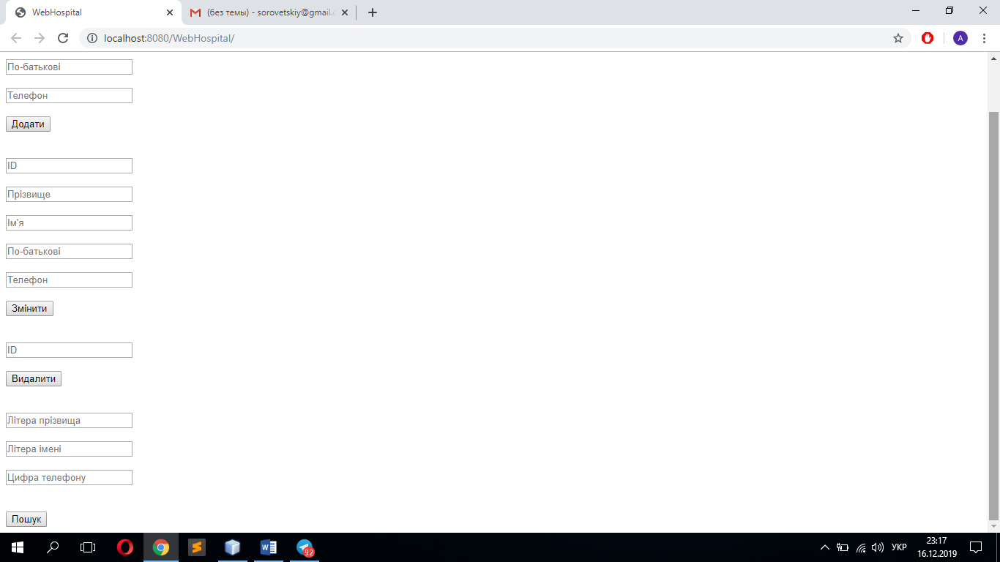 WebHospital
(без темы) - sorovetskiy@gmail.c
localhost:8080/WebHospital/
A
По-батькові
Телефон
Додати
ID
Прізвище
Ім'я
По-батькові
Телефон
Змінити
ID
Видалити
Літера прізвища
Літера імені
Цифра телефону
Пошук
92
УКР
23:17
16.12.2019